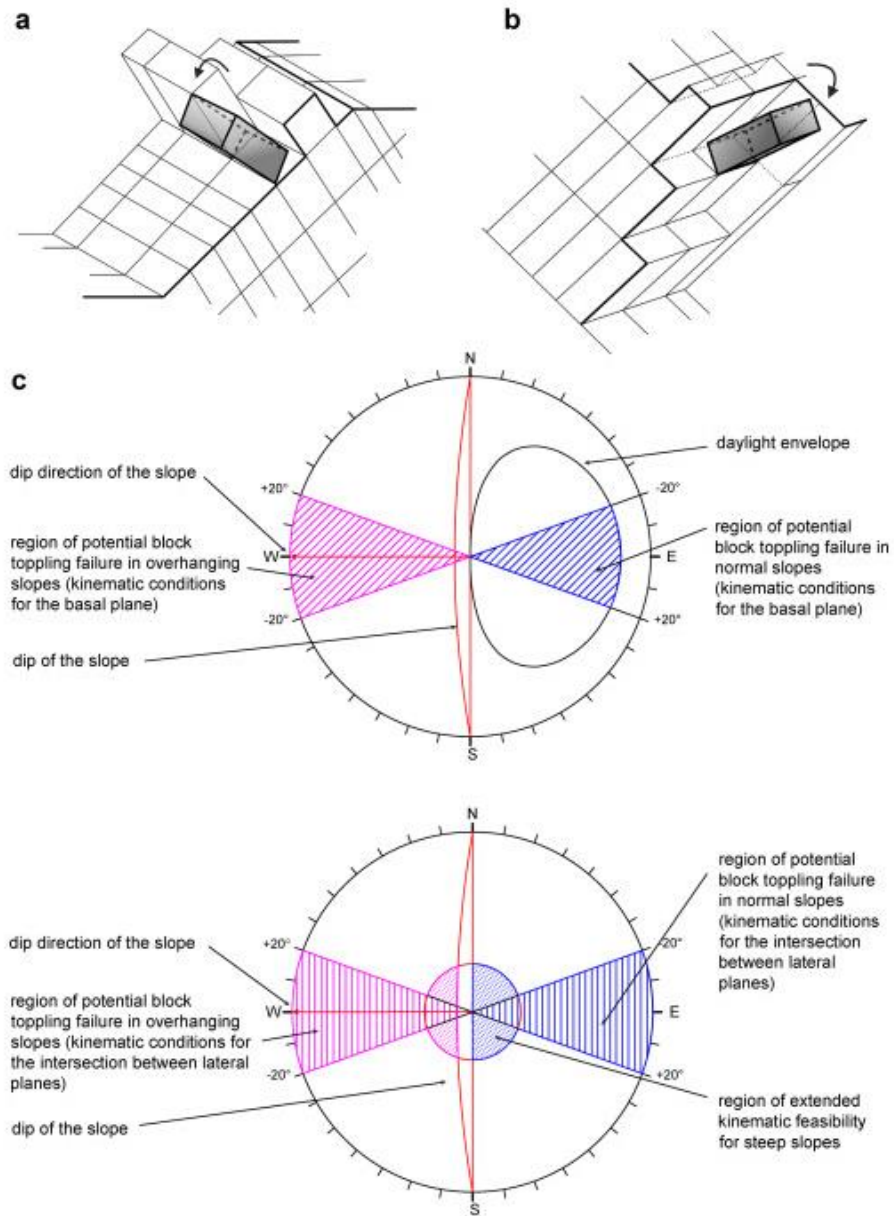 a
b
c
N
dip direction of the slope
daylight envelope
+20°
-20°
region of potential block
toppling failure in overhanging
slopes (kinematic conditions
for the basal plane)
W
E
region of potential
block toppling failure in
normal slopes
(kinematic conditions
for the basal plane)
-20°
+20°
dip of the slope
S
N
region of potential
block toppling failure
in normal slopes
(kinematic conditions
for the intersection
between lateral
planes)
dip direction of the slope
+20°
-20°
region of potential block
toppling failure in overhanging
slopes (kinematic conditions for
the intersection between lateral
planes)
W
E
-20°
+20°
dip of the slope
region of extended
kinematic feasibility
for steep slopes
S